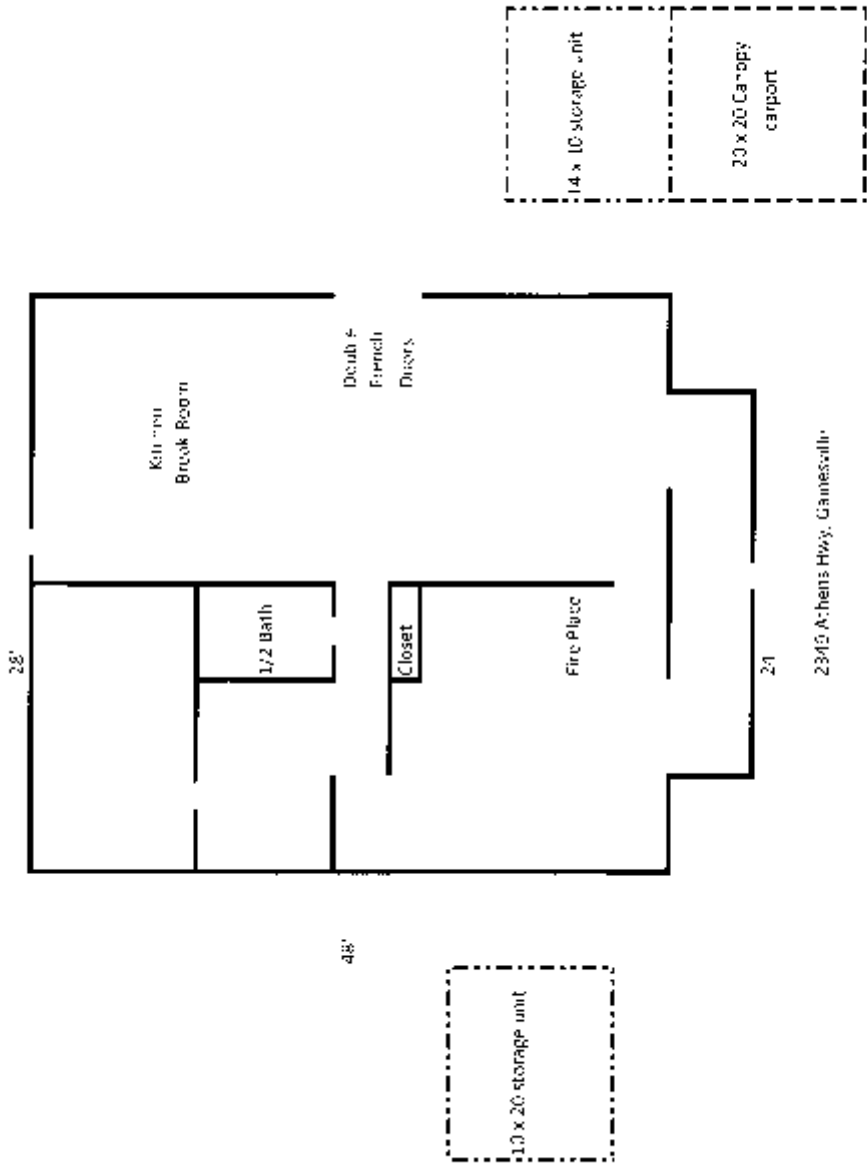 14 x 10 storage unit
20 x 20 Canopy
carport
Kitchen
Break Room
Double
French
Doors
28'
1/2 Bath
Closet
Fire Place
24
Athens Hwy, Gainesville
48'
10 x 20 storage unit